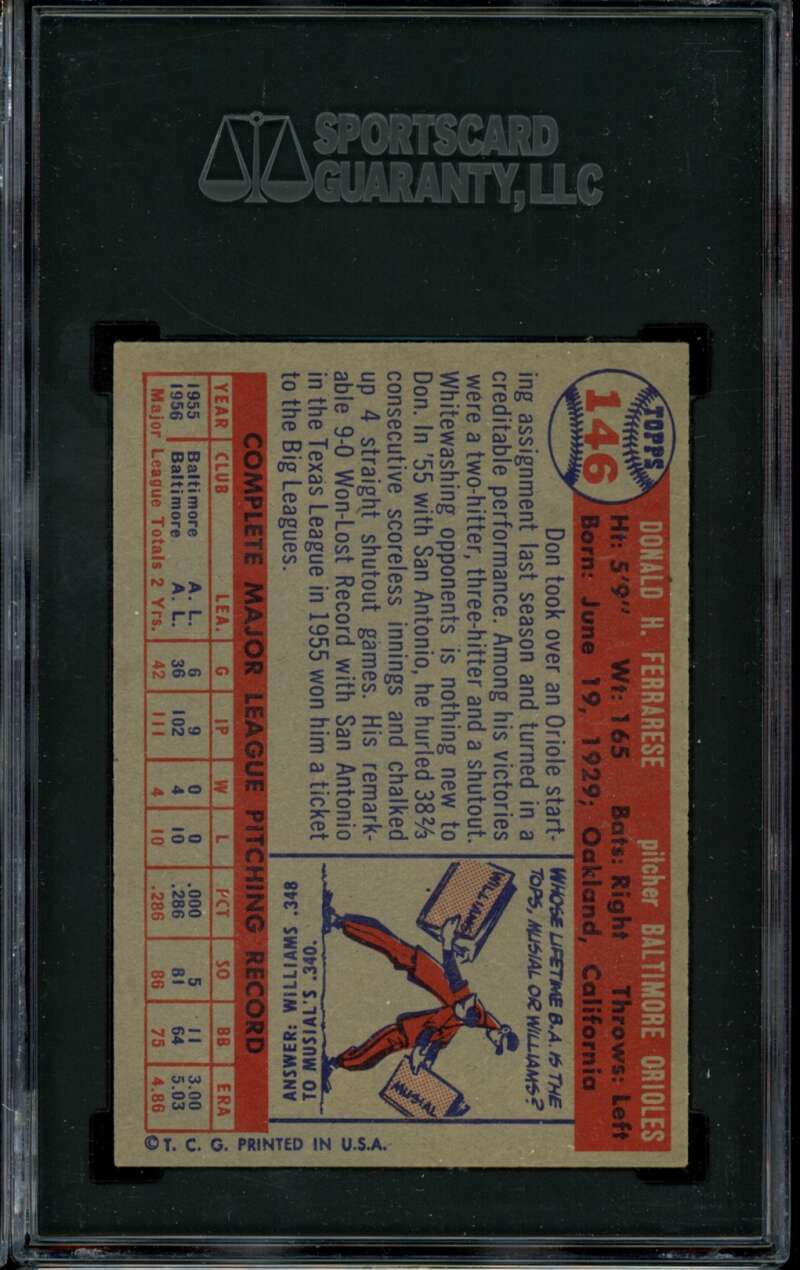 SPORTSCARD
GUARANTY, LLC
TOPPS
146
DONALD H. FERRARESE pitcher BALTIMORE ORIOLES
Ht: 5'9" Wt: 165 Bats: Right Throws: Left
Born: June 19, 1929; Oakland, California
Don took over an Oriole start-
ing assignment last season and turned in a
creditable performance. Among his victories
were a two-hitter, three-hitter and a shutout.
Whitewashing opponents is nothing new to
Don. In '55 with San Antonio, he hurled 38⅔
consecutive scoreless innings and chalked
up 4 straight shutout games. His remark-
able 9-0 Won-Lost Record with San Antonio
in the Texas League in 1955 won him a ticket
to the Big Leagues.
WHOSE LIFETIME B.A. IS THE
TOPS, MUSIAL OR WILLIAMS?
WILLIAMS
MUSIAL
ANSWER: WILLIAMS .348
TO MUSIAL'S .340.
COMPLETE MAJOR LEAGUE PITCHING RECORD
YEAR CLUB LEA. G IP W L PCT SO BB ERA
1955 Baltimore A. L. 6 9 0 0 .000 5 11 3.00
1956 Baltimore A. L. 36 102 4 10 .286 81 64 5.03
Major League Totals 2 Yrs. 42 111 4 10 .286 86 75 4.86
© T. C. G. PRINTED IN U.S.A.